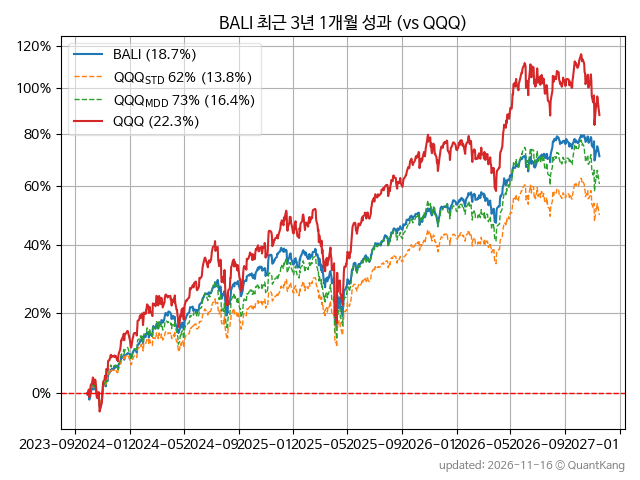 BALI 최근 3년 1개월 성과 (vs QQQ)
120%
100%
80%
60%
40%
20%
0%
BALI (18.7%)
QQQSTD 62% (13.8%)
QQQMDD 73% (16.4%)
QQQ (22.3%)
2023-09 2024-01 2024-05 2024-09 2025-01 2025-05 2025-09 2026-01 2026-05 2026-09 2027-01
updated: 2026-11-16 © QuantKang